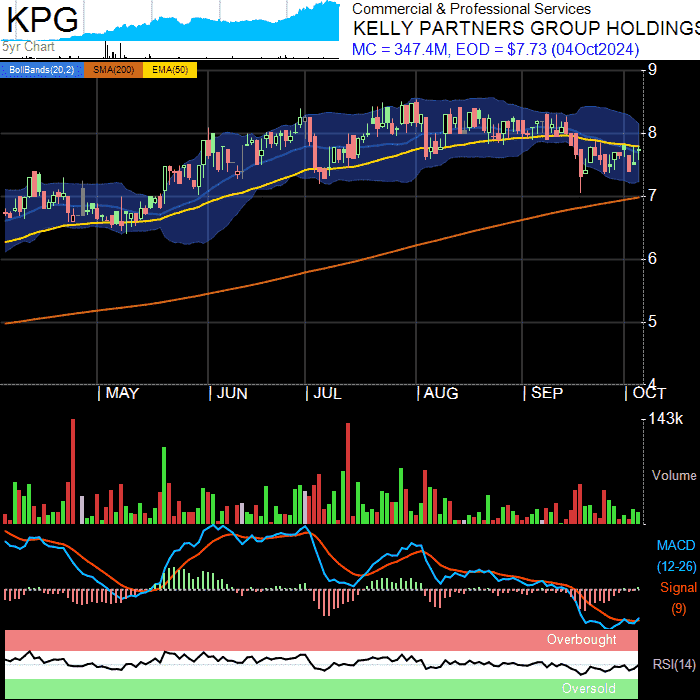 KPG
5yr Chart
Commercial & Professional Services
KELLY PARTNERS GROUP HOLDINGS
MC = 347.4M, EOD = $7.73 (04Oct2024)
BollBands(20,2) SMA(200) EMA(50)
9
8
7
6
5
4
MAY JUN JUL AUG SEP OCT
143k
Volume
MACD
(12-26)
Signal
(9)
Overbought
RSI(14)
Oversold